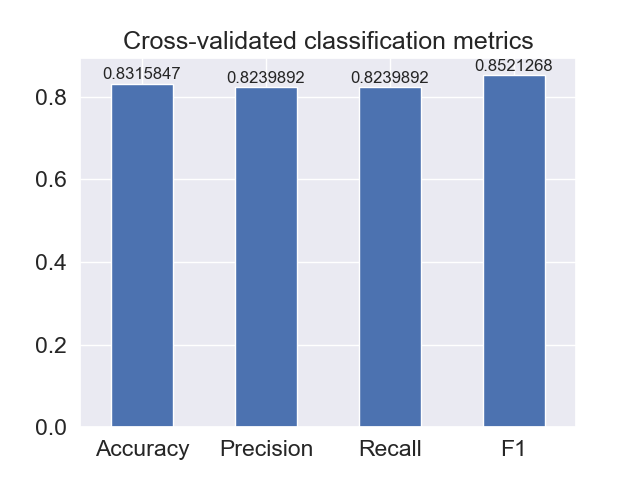 Cross-validated classification metrics
0.8315847
0.8239892
0.8239892
0.8521268
0.8
0.6
0.4
0.2
0.0
Accuracy
Precision
Recall
F1